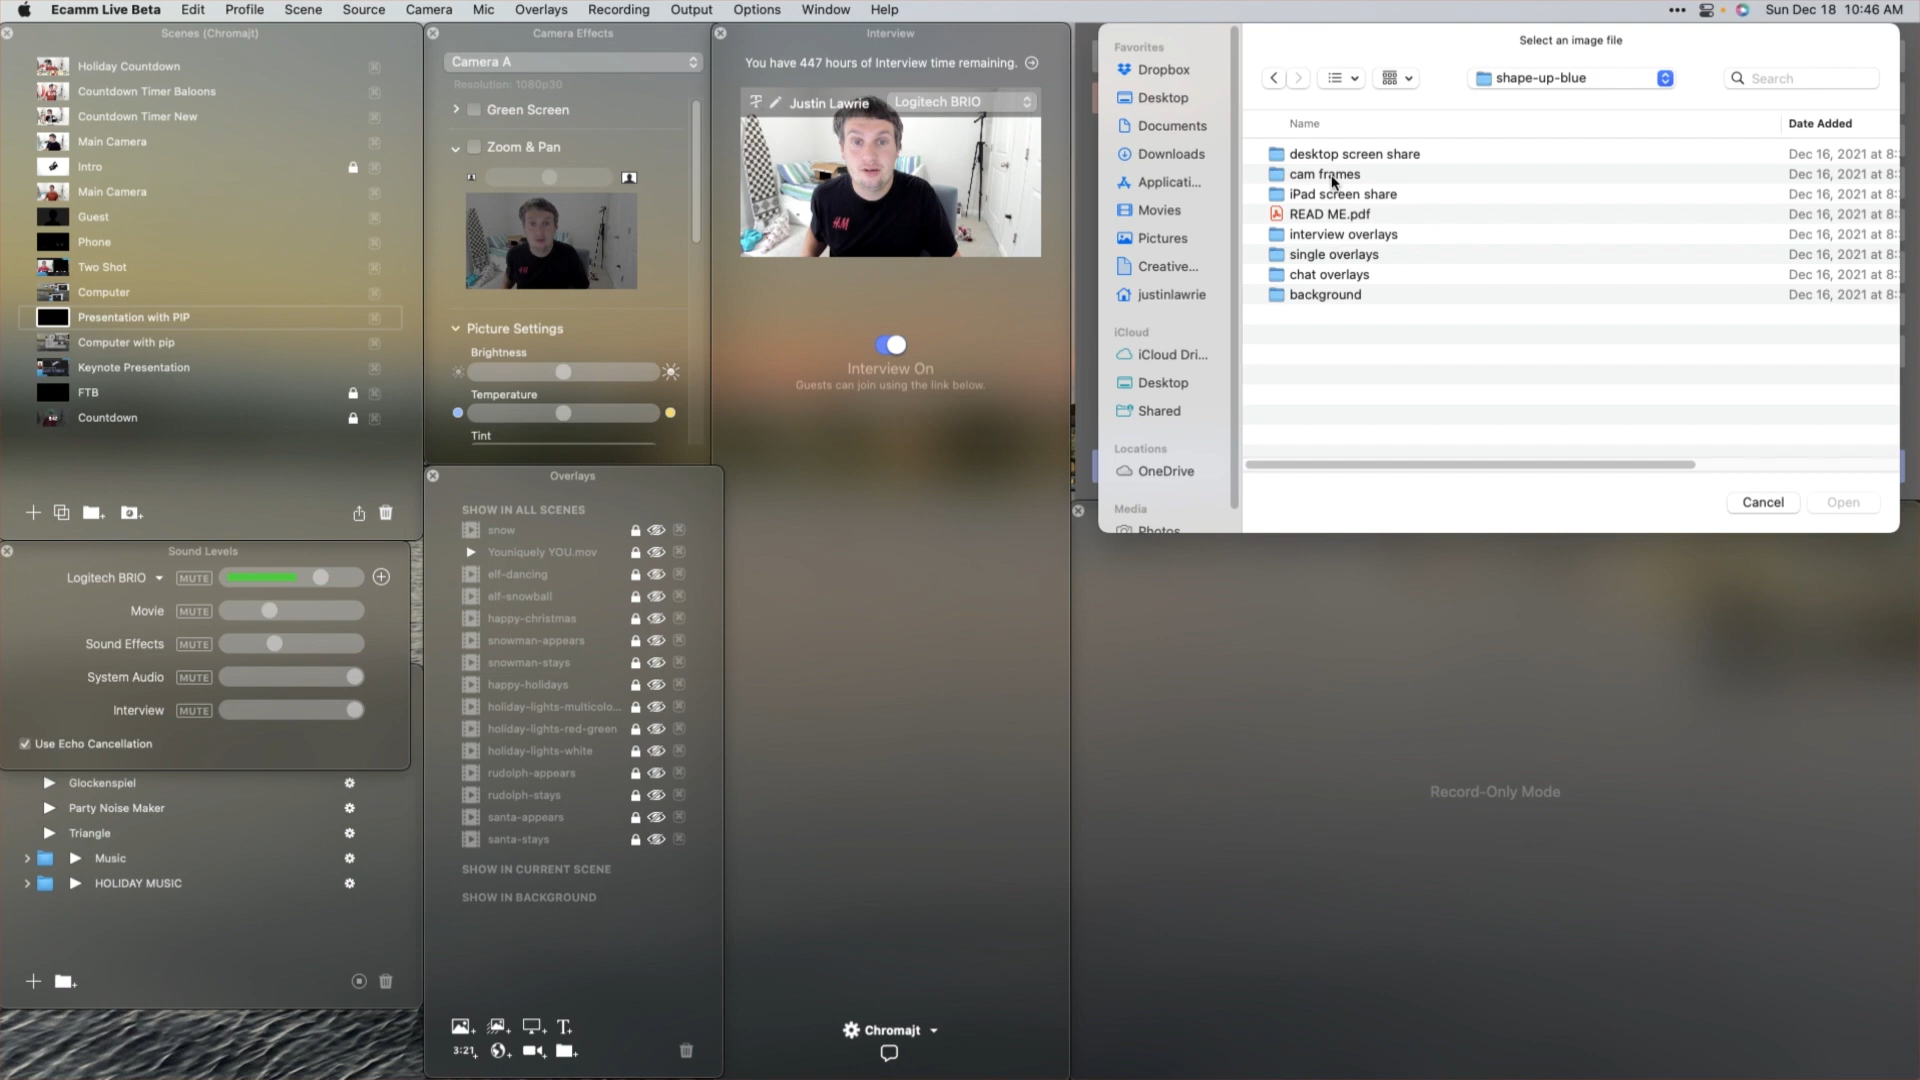 Ecamm Live Beta Edit Profile Scene Source Camera Mic Overlays Recording Output Options Window Help Sun Dec 18 10:46 AM
Scenes (Chromajt)
Holiday Countdown
Countdown Timer Baloons
Countdown Timer New
Main Camera
Intro
Main Camera
Guest
Phone
Two Shot
Computer
Presentation with PIP
Computer with pip
Keynote Presentation
FTB
Countdown
Sound Levels
Logitech BRIO MUTE
Movie MUTE
Sound Effects MUTE
System Audio MUTE
Interview MUTE
Use Echo Cancellation
Glockenspiel
Party Noise Maker
Triangle
Music
HOLIDAY MUSIC
Camera Effects
Camera A
Resolution: 1080p30
Green Screen
Zoom & Pan
Picture Settings
Brightness
Temperature
Tint
Overlays
SHOW IN ALL SCENES
snow
Youniquely YOU.mov
elf-dancing
elf-snowball
happy-christmas
snowman-appears
snowman-stays
happy-holidays
holiday-lights-multicolo...
holiday-lights-red-green
holiday-lights-white
rudolph-appears
rudolph-stays
santa-appears
santa-stays
SHOW IN CURRENT SCENE
SHOW IN BACKGROUND
3:21
Interview
You have 447 hours of Interview time remaining.
Justin Lawrie Logitech BRIO
H&M
Interview On
Guests can join using the link below.
Chromajt
Select an image file
shape-up-blue
Search
Favorites
Dropbox
Desktop
Documents
Downloads
Applicati...
Movies
Pictures
Creative...
justinlawrie
iCloud
iCloud Dri...
Desktop
Shared
Locations
OneDrive
Media
Photos
Name Date Added
desktop screen share Dec 16, 2021 at 8:
cam frames Dec 16, 2021 at 8:
iPad screen share Dec 16, 2021 at 8:
READ ME.pdf Dec 16, 2021 at 8:
interview overlays Dec 16, 2021 at 8:
single overlays Dec 16, 2021 at 8:
chat overlays Dec 16, 2021 at 8:
background Dec 16, 2021 at 8:
Cancel Open
Record-Only Mode